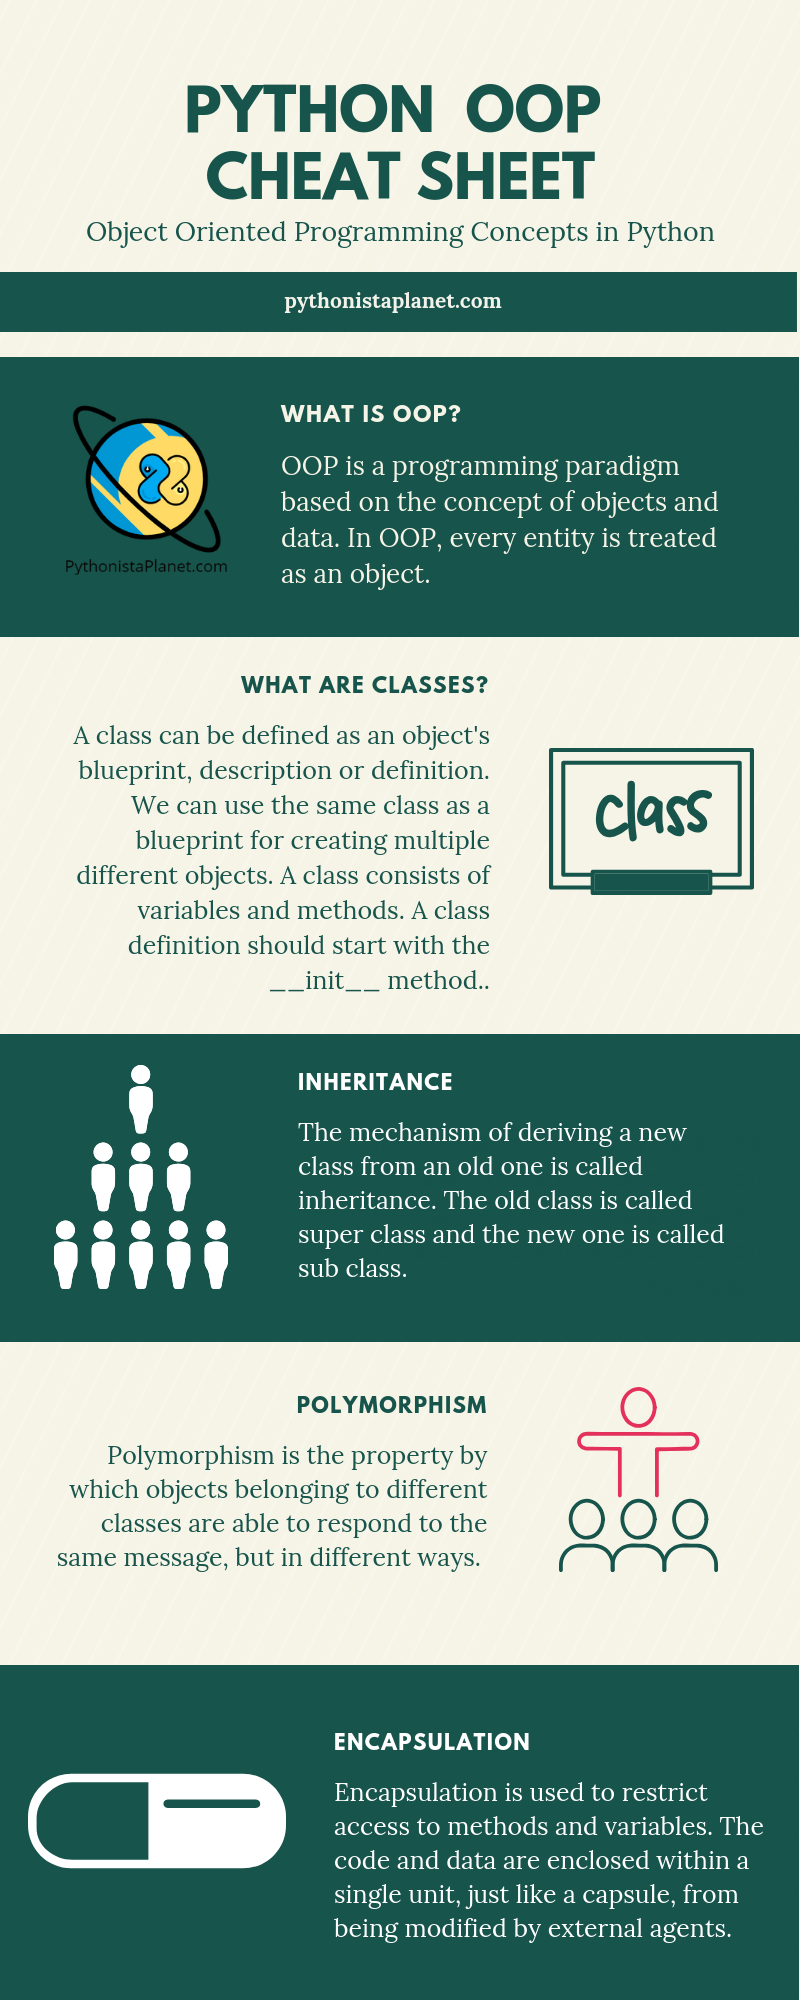 PYTHON OOP
CHEAT SHEET
Object Oriented Programming Concepts in Python
pythonistaplanet.com
PythonistaPlanet.com
WHAT IS OOP?
OOP is a programming paradigm
based on the concept of objects and
data. In OOP, every entity is treated
as an object.
WHAT ARE CLASSES?
A class can be defined as an object's
blueprint, description or definition.
We can use the same class as a
blueprint for creating multiple
different objects. A class consists of
variables and methods. A class
definition should start with the
__init__ method..
class
INHERITANCE
The mechanism of deriving a new
class from an old one is called
inheritance. The old class is called
super class and the new one is called
sub class.
POLYMORPHISM
Polymorphism is the property by
which objects belonging to different
classes are able to respond to the
same message, but in different ways.
ENCAPSULATION
Encapsulation is used to restrict
access to methods and variables. The
code and data are enclosed within a
single unit, just like a capsule, from
being modified by external agents.